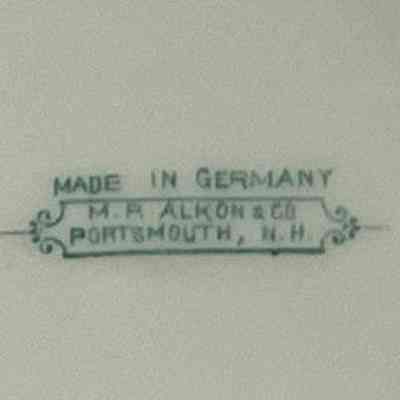 MADE IN GERMANY
M. P. ALKON & CO
PORTSMOUTH, N. H.